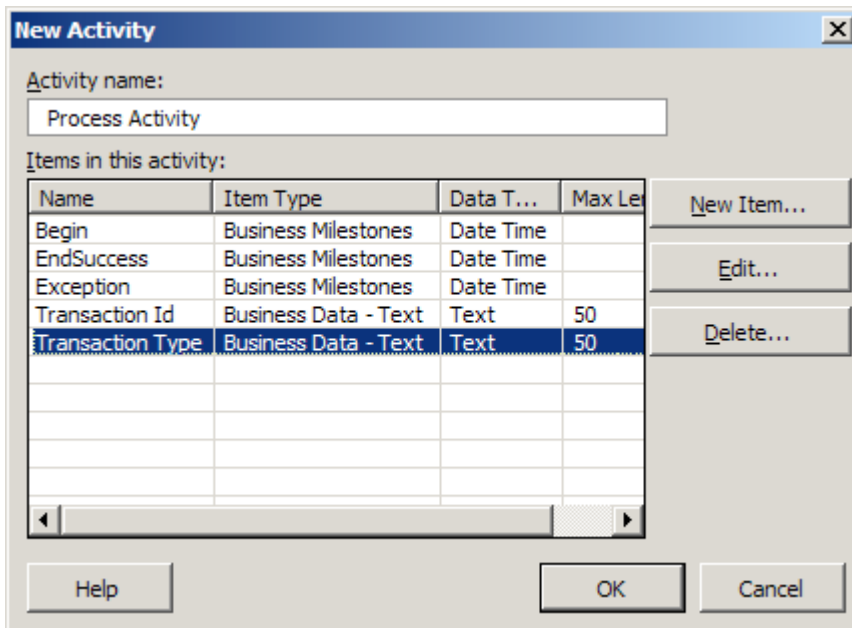 New Activity
Activity name:
Process Activity
Items in this activity:
Name Item Type Data T... Max Ler
Begin Business Milestones Date Time
EndSuccess Business Milestones Date Time
Exception Business Milestones Date Time
Transaction Id Business Data - Text Text 50
Transaction Type Business Data - Text Text 50
New Item...
Edit...
Delete...
Help OK Cancel